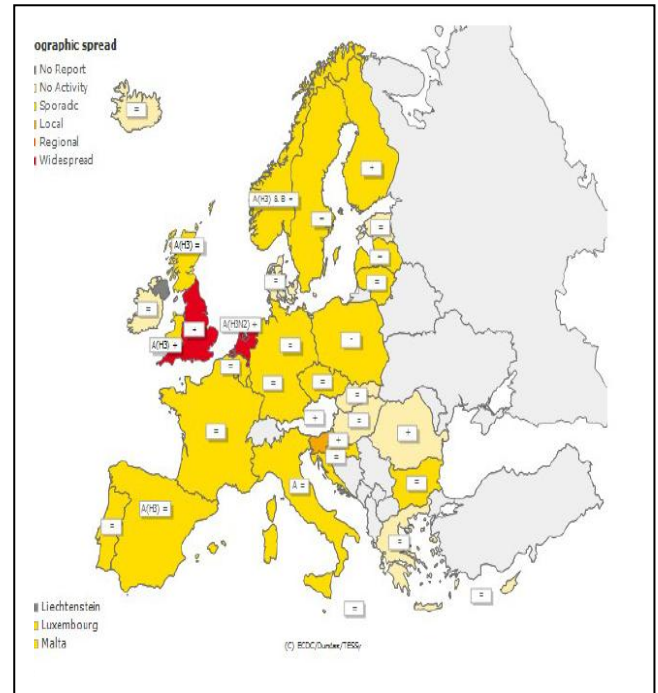 ographic spread
No Report
No Activity
Sporadc
Local
Regional
Widespread
=
+
A(H3) & B =
=
=
A(H3) =
=
=
=
=
A(H3N2) +
A(H3) +
=
-
=
=
=
=
=
+
=
+
+
=
A =
=
A(H3) =
=
=
=
=
Liechtenstein
Luxembourg
Malta
(C) ECDC/Dundas/TESSy